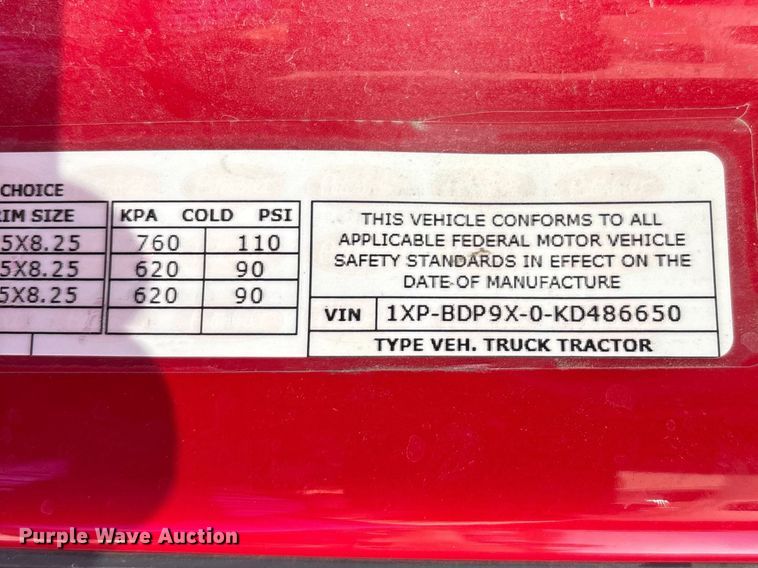 CHOICE
RIM SIZE KPA COLD PSI
5X8.25 760 110
5X8.25 620 90
5X8.25 620 90
THIS VEHICLE CONFORMS TO ALL
APPLICABLE FEDERAL MOTOR VEHICLE
SAFETY STANDARDS IN EFFECT ON THE
DATE OF MANUFACTURE
VIN 1XP-BDP9X-0-KD486650
TYPE VEH. TRUCK TRACTOR
Purple Wave Auction